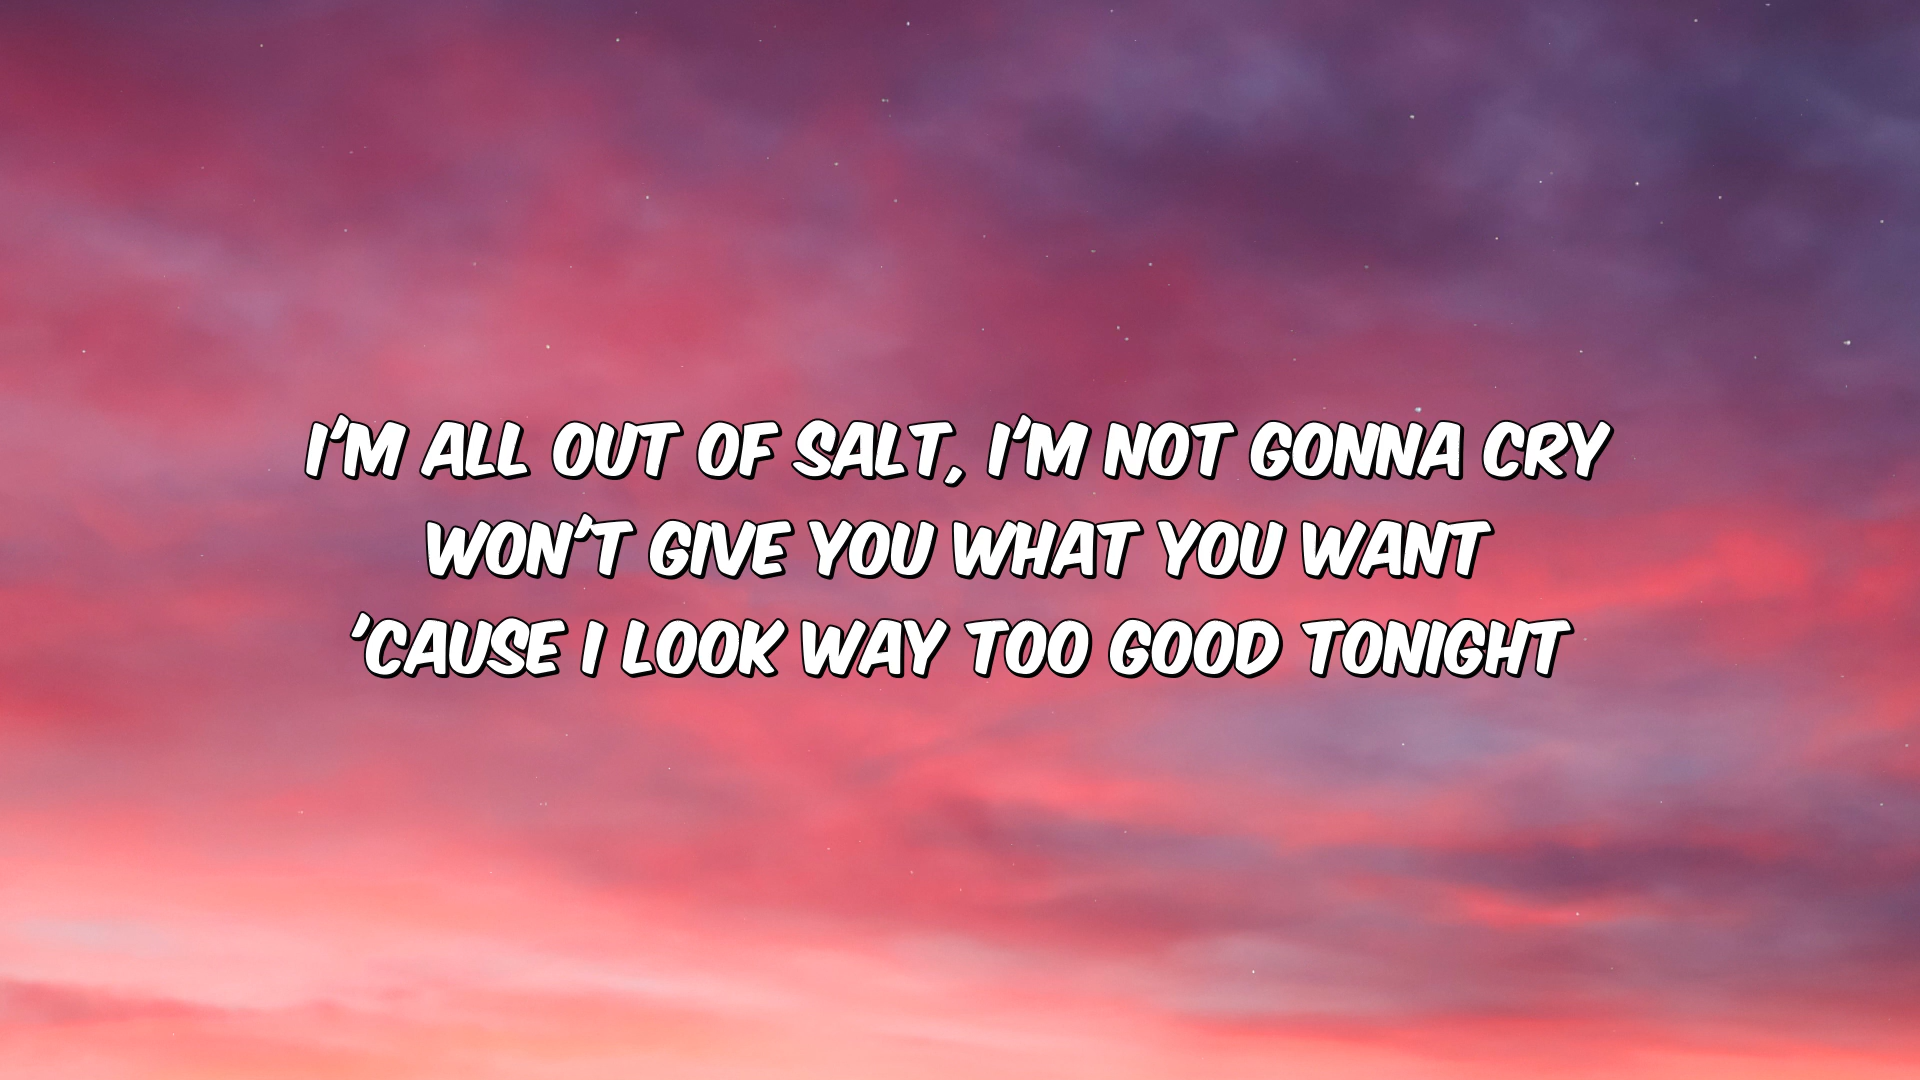 I'M ALL OUT OF SALT, I'M NOT GONNA CRY
WON'T GIVE YOU WHAT YOU WANT
'CAUSE I LOOK WAY TOO GOOD TONIGHT